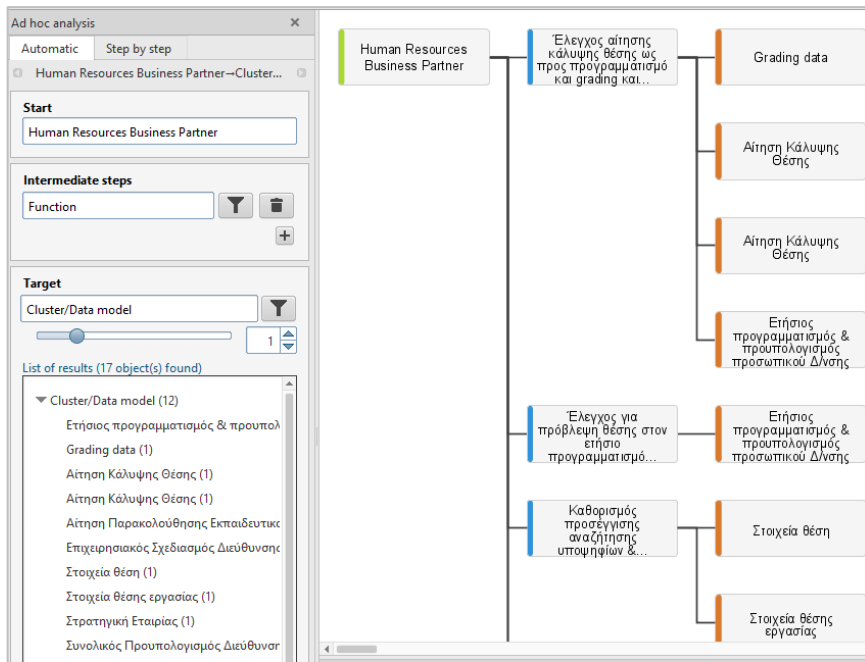 Ad hoc analysis
Automatic
Step by step
Human Resources Business Partner→Cluster...
Start
Human Resources Business Partner
Intermediate steps
Function
Target
Cluster/Data model
1
List of results (17 object(s) found)
Cluster/Data model (12)
Ετήσιος προγραμματισμός & προυπολ
Grading data (1)
Αίτηση Κάλυψης Θέσης (1)
Αίτηση Κάλυψης Θέσης (1)
Αίτηση Παρακολούθησης Εκπαιδευτικ
Επιχειρησιακός Σχεδιασμός Διεύθυνσης
Στοιχεία θέση (1)
Στοιχεία θέσης εργασίας (1)
Στρατηγική Εταιρίας (1)
Συνολικός Προυπολογισμός Διεύθυνση
Human Resources
Business Partner
Έλεγχος αίτησης
κάλυψης θέσης ως
προς προγραμματισμό
και grading και...
Grading data
Αίτηση Κάλυψης
Θέσης
Αίτηση Κάλυψης
Θέσης
Ετήσιος
προγραμματισμός &
προυπολογισμός
προσωπικού Δ/νσης
Έλεγχος για
πρόβλεψη θέσης στον
ετήσιο
προγραμματισμό...
Ετήσιος
προγραμματισμός &
προυπολογισμός
προσωπικού Δ/νσης
Καθορισμός
προσέγγισης
αναζήτησης
υποψηφίων &...
Στοιχεία θέση
Στοιχεία θέσης
εργασίας